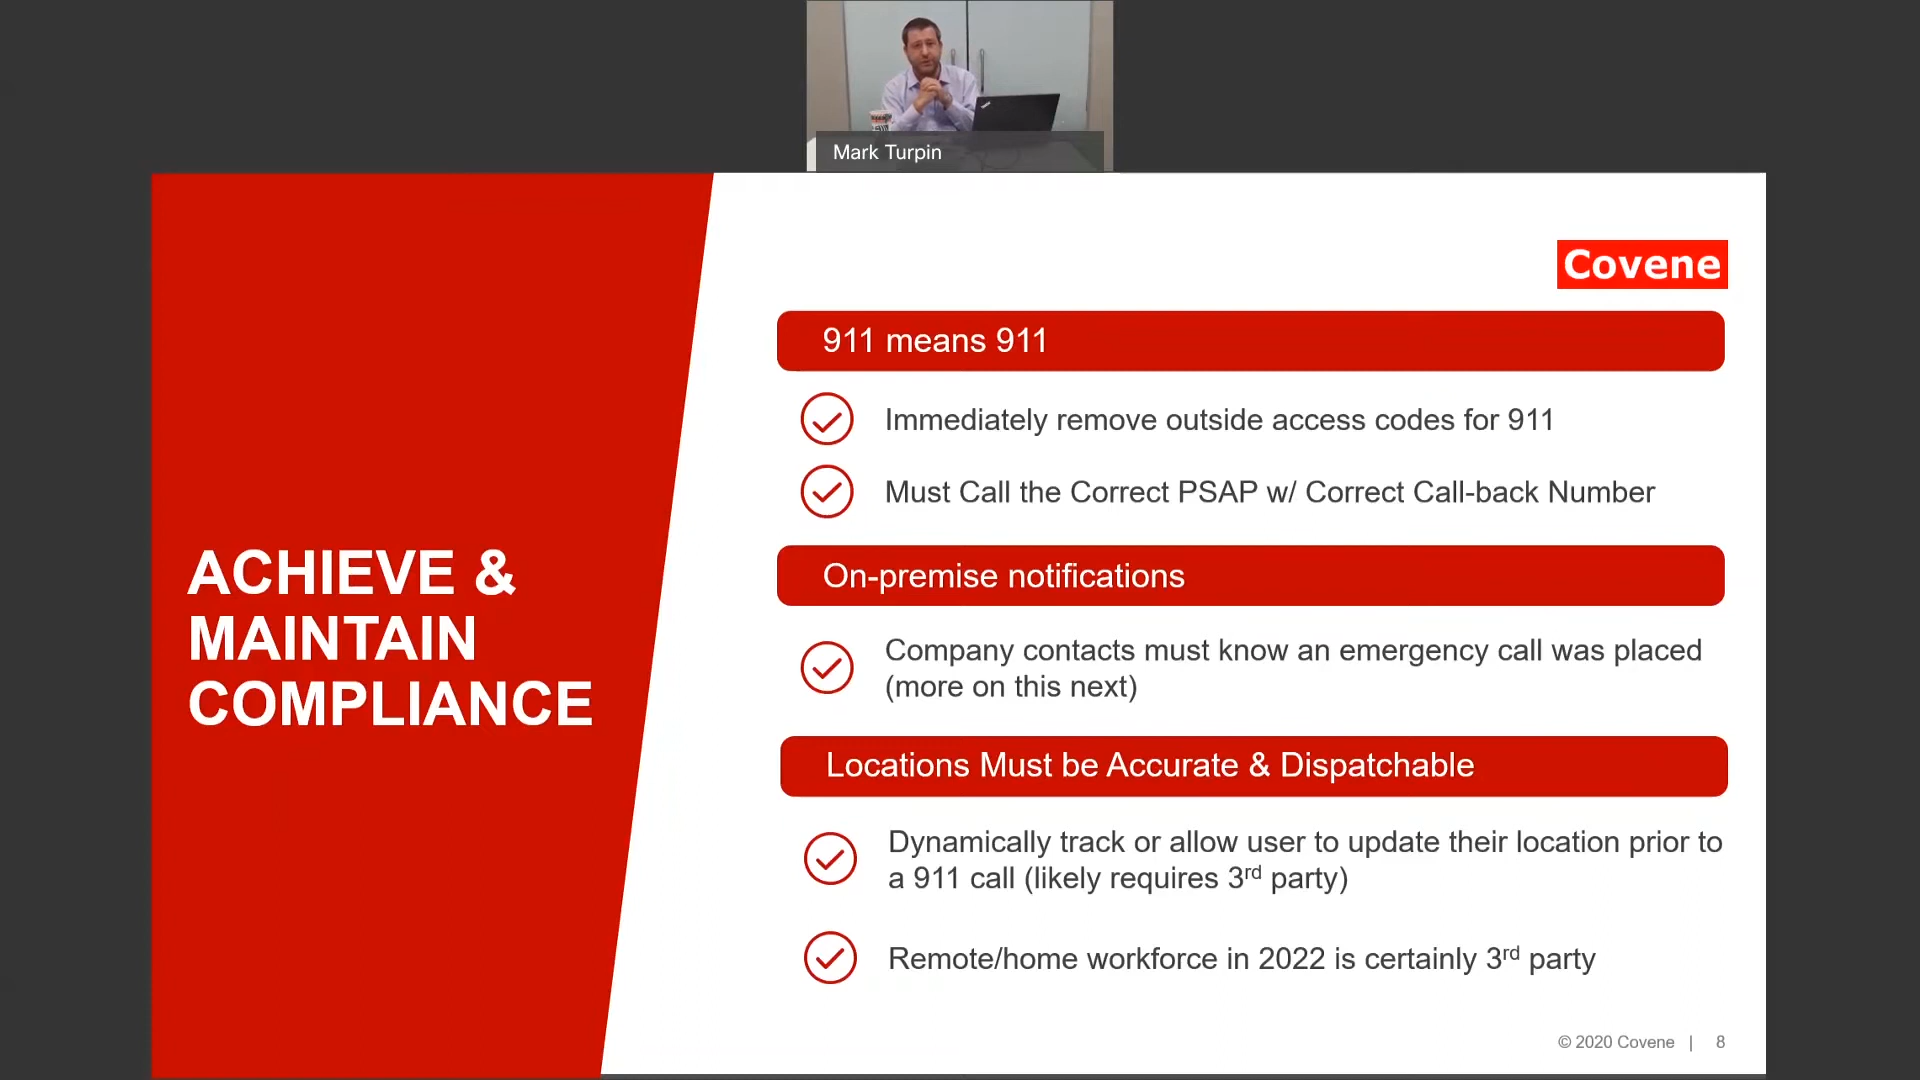 Mark Turpin
Covene
ACHIEVE &
MAINTAIN
COMPLIANCE
911 means 911
Immediately remove outside access codes for 911
Must Call the Correct PSAP w/ Correct Call-back Number
On-premise notifications
Company contacts must know an emergency call was placed
(more on this next)
Locations Must be Accurate & Dispatchable
Dynamically track or allow user to update their location prior to
a 911 call (likely requires 3rd party)
Remote/home workforce in 2022 is certainly 3rd party
© 2020 Covene | 8